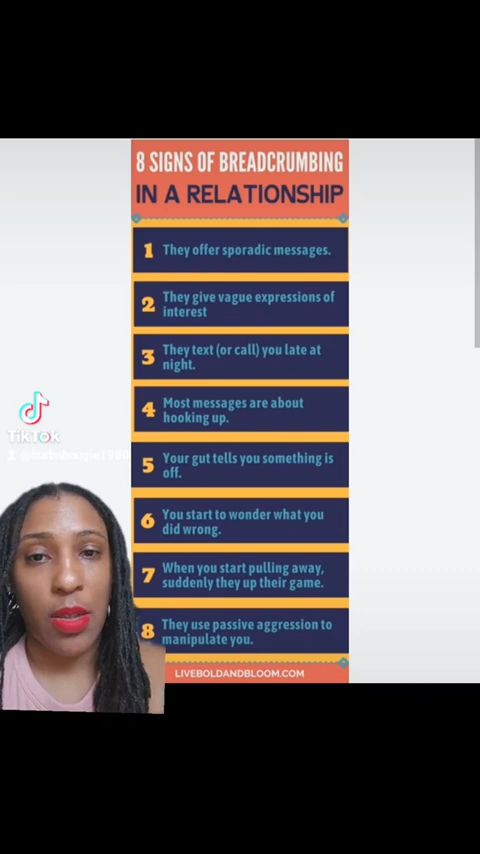 8 SIGNS OF BREADCRUMBING
IN A RELATIONSHIP
1 They offer sporadic messages.
2 They give vague expressions of
interest
3 They text (or call) you late at
night.
4 Most messages are about
hooking up.
5 Your gut tells you something is
off.
6 You start to wonder what you
did wrong.
7 When you start pulling away,
suddenly they up their game.
8 They use passive aggression to
manipulate you.
LIVEBOLDANDBLOOM.COM
TikTok